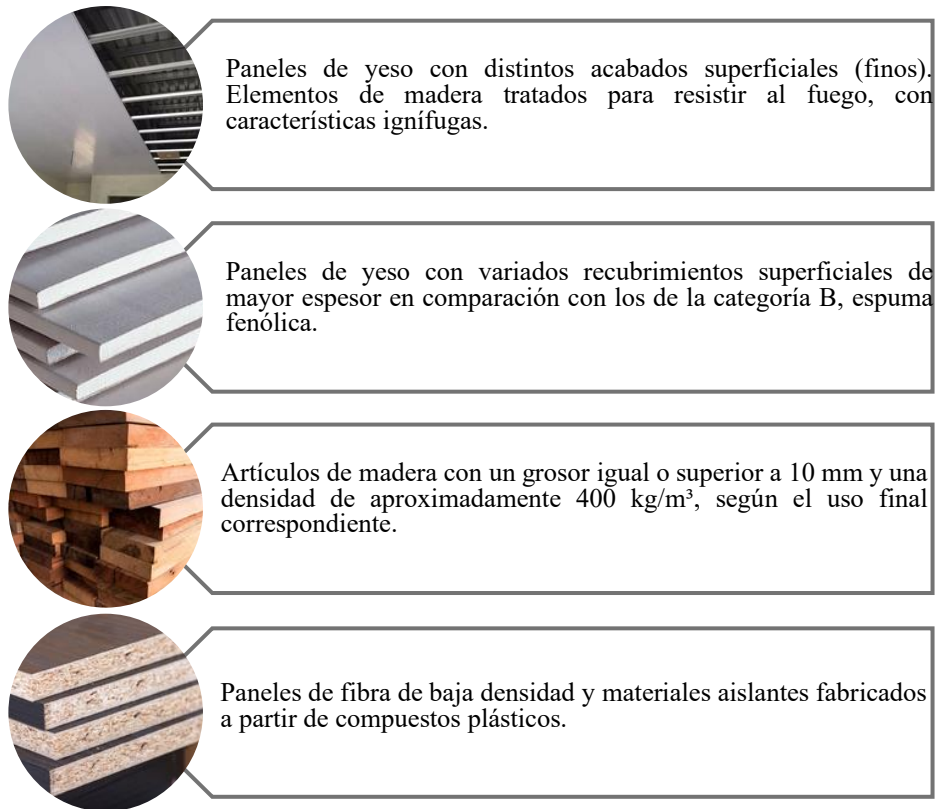 Paneles de yeso con distintos acabados superficiales (finos).
Elementos de madera tratados para resistir al fuego, con
características ignífugas.
Paneles de yeso con variados recubrimientos superficiales de
mayor espesor en comparación con los de la categoría B, espuma
fenólica.
Artículos de madera con un grosor igual o superior a 10 mm y una
densidad de aproximadamente 400 kg/m³, según el uso final
correspondiente.
Paneles de fibra de baja densidad y materiales aislantes fabricados
a partir de compuestos plásticos.